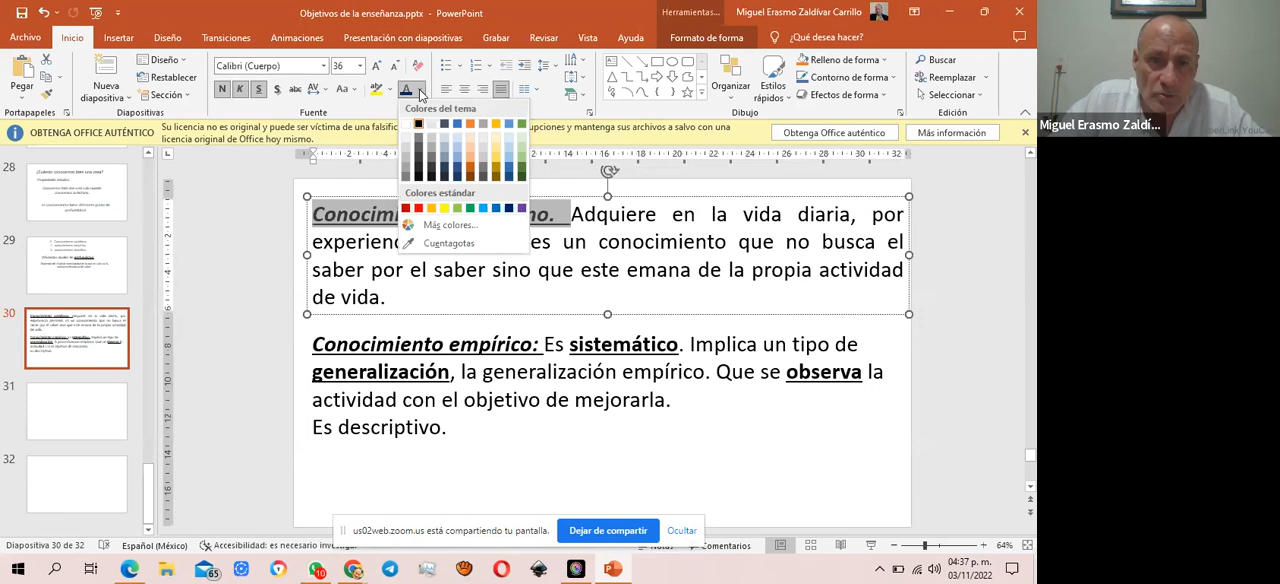 Objetivos de la enseñanza.pptx - PowerPoint
Herramientas...
Miguel Erasmo Zaldívar Carrillo
Archivo Inicio Insertar Diseño Transiciones Animaciones Presentación con diapositivas Grabar Revisar Vista Ayuda Formato de forma ¿Qué desea hacer?
Pegar
Nueva diapositiva
Diseño
Restablecer
Sección
Calibri (Cuerpo) 36
N K S S abc AV Aa A
Organizar
Estilos rápidos
Relleno de forma
Contorno de forma
Efectos de forma
Buscar
Reemplazar
Seleccionar
Portapapeles Diapositivas Fuente Dibujo Edición
OBTENGA OFFICE AUTÉNTICO Su licencia no es original y puede ser víctima de una falsific
upciones y mantenga sus archivos a salvo con una
licencia original de Office hoy mismo.
Obtenga Office auténtico Más información
Colores del tema
Colores estándar
Más colores...
Cuentagotas
Miguel Erasmo Zaldí...
28
29
30
31
32
Conocimi no. Adquiere en la vida diaria, por
experien es un conocimiento que no busca el
saber por el saber sino que este emana de la propia actividad
de vida.
Conocimiento empírico: Es sistemático. Implica un tipo de
generalización, la generalización empírico. Que se observa la
actividad con el objetivo de mejorarla.
Es descriptivo.
us02web.zoom.us está compartiendo tu pantalla. Dejar de compartir Ocultar
Diapositiva 30 de 32 Español (México) Accesibilidad: es necesario investiga Notas Comentarios 64%
65
10
04:37 p.m.
03/11/2022